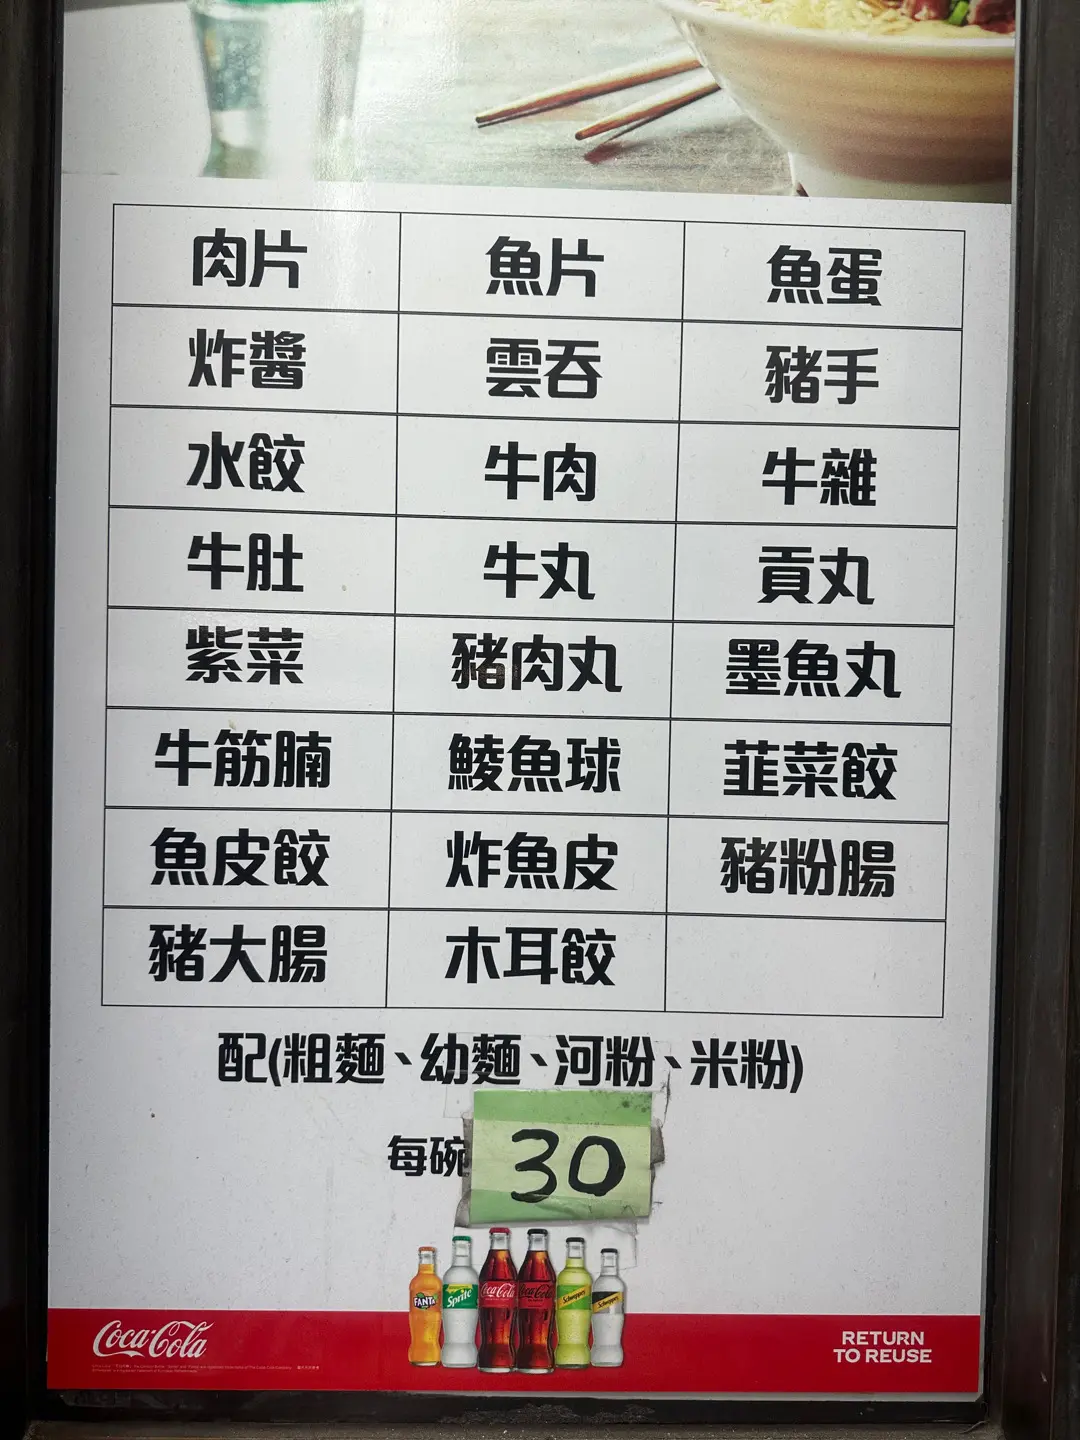 肉片 魚片 魚蛋
炸醬 雲吞 豬手
水餃 牛肉 牛雜
牛肚 牛丸 貢丸
紫菜 豬肉丸 墨魚丸
牛筋腩 鯪魚球 韮菜餃
魚皮餃 炸魚皮 豬粉腸
豬大腸 木耳餃
配(粗麵、幼麵、河粉、米粉)
每碗 30
FANTA Sprite Coca-Cola Coca-Cola Schweppes Schweppes
Coca-Cola
RETURN
TO REUSE